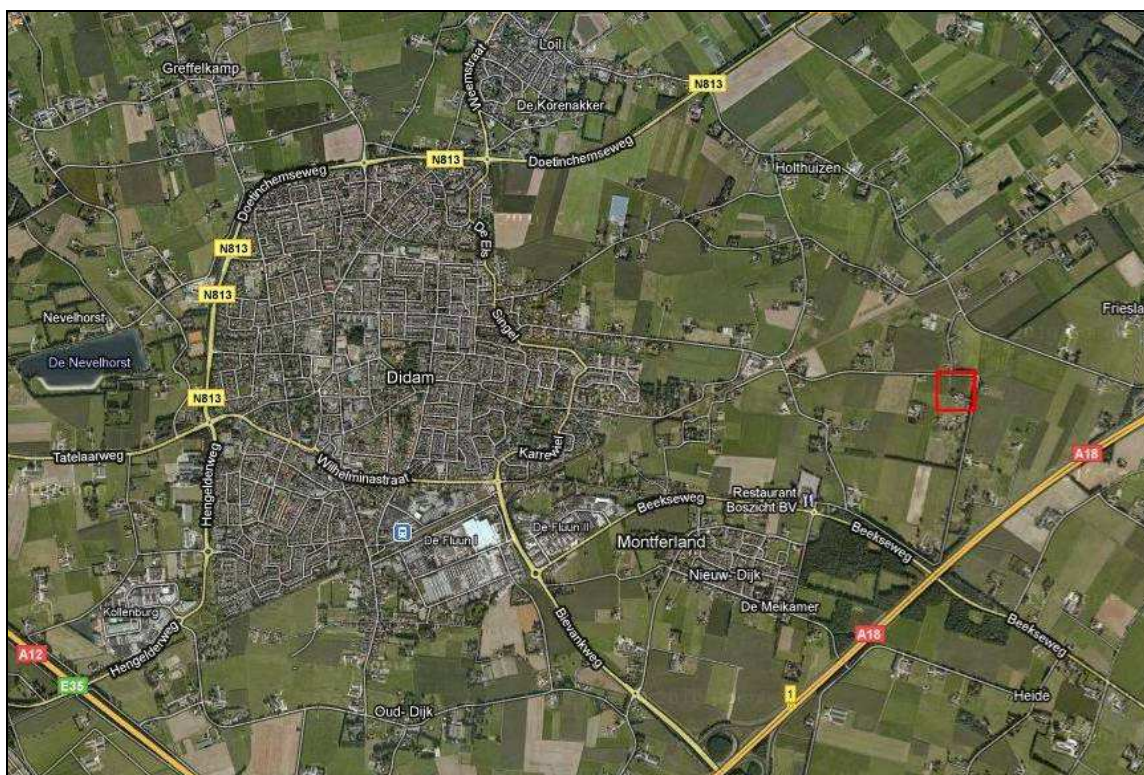 Loil
Greffelkamp
Weemstraat
N813
De Korenakker
Doetinchemseweg
N813
Doetinchemseweg
Holthuizen
De Els
N813
N813
Nevelhorst
Singel
Friesla
De Nevelhorst
Didam
N813
Karrewiel
Tatelaarweg
Wilhelminastraat
A18
Hengelderweg
Beekseweg
Restaurant
Boszicht BV
De Fluun II
De Fluun I
Montferland
Beekseweg
Nieuw- Dijk
Kollenburg
De Meikamer
Beekseweg
Bievankweg
A18
Hengelderweg
A12
E35
1
Heide
Oud- Dijk